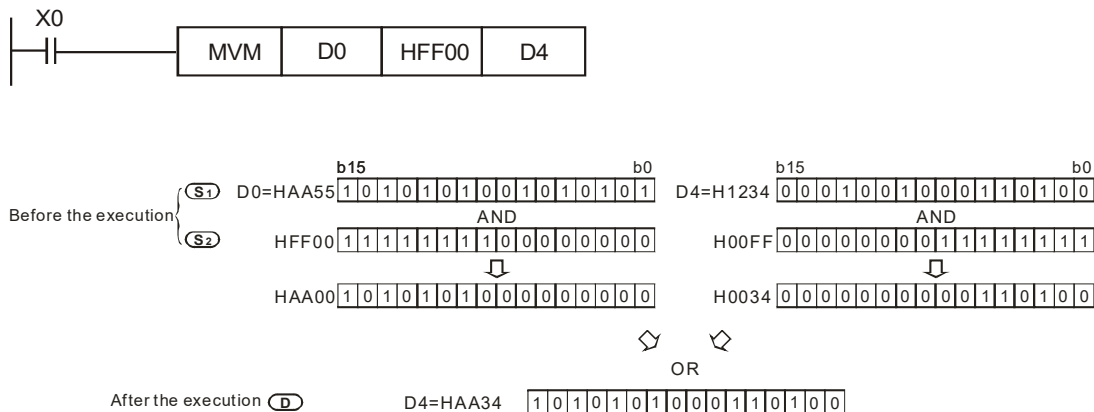 X0
MVM D0 HFF00 D4
b15 b0 b15 b0
S1 D0=HAA55 1 0 1 0 1 0 1 0 0 1 0 1 0 1 0 1 D4=H1234 0 0 0 1 0 0 1 0 0 0 1 1 0 1 0 0
Before the execution AND AND
S2 HFF00 1 1 1 1 1 1 1 1 0 0 0 0 0 0 0 0 H00FF 0 0 0 0 0 0 0 0 1 1 1 1 1 1 1 1
HAA00 1 0 1 0 1 0 1 0 0 0 0 0 0 0 0 0 H0034 0 0 0 0 0 0 0 0 0 0 1 1 0 1 0 0
OR
After the execution D D4=HAA34 1 0 1 0 1 0 1 0 0 0 1 1 0 1 0 0